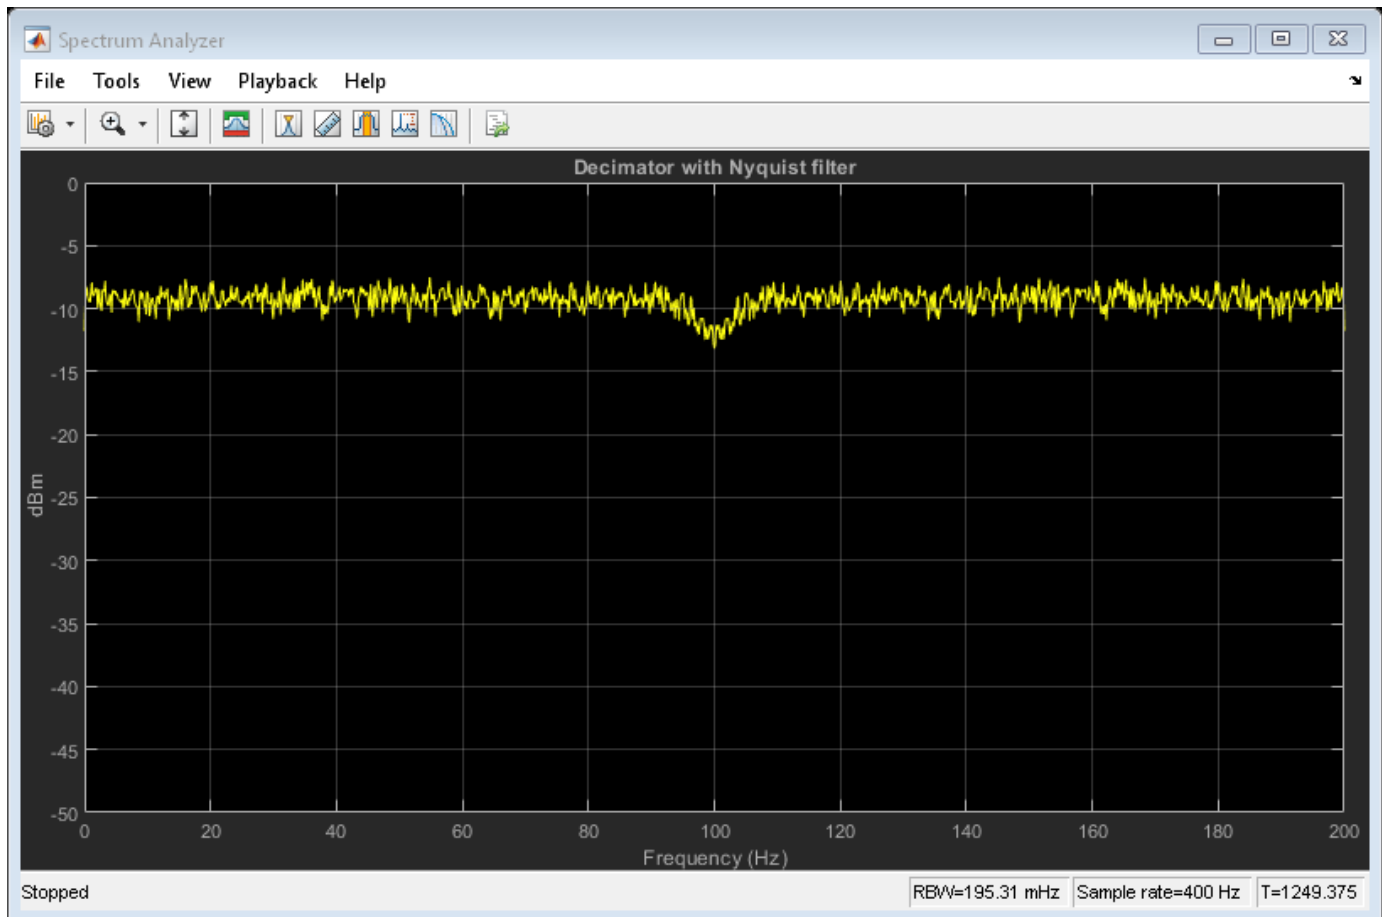 Spectrum Analyzer
File Tools View Playback Help
Decimator with Nyquist filter
0
-5
-10
-15
-20
-25
-30
-35
-40
-45
-50
dBm
0 20 40 60 80 100 120 140 160 180 200
Frequency (Hz)
Stopped RBW=195.31 mHz Sample rate=400 Hz T=1249.375